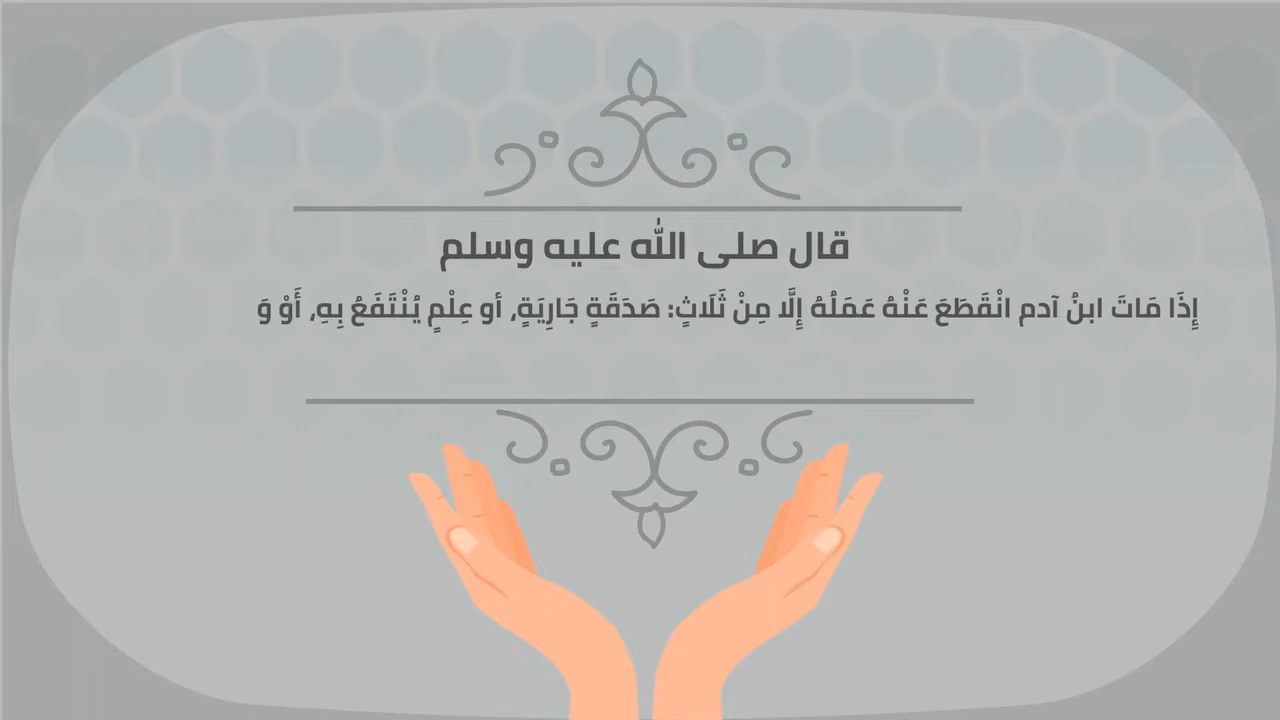 قال صلى الله عليه وسلم
إِذَا مَاتَ ابنُ آدم انْقَطَعَ عَنْهُ عَمَلُهُ إِلَّا مِنْ ثَلَاثٍ: صَدَقَةٍ جَارِيَةٍ، أو عِلْمٍ يُنْتَفَعُ بِهِ، أَوْ وَ